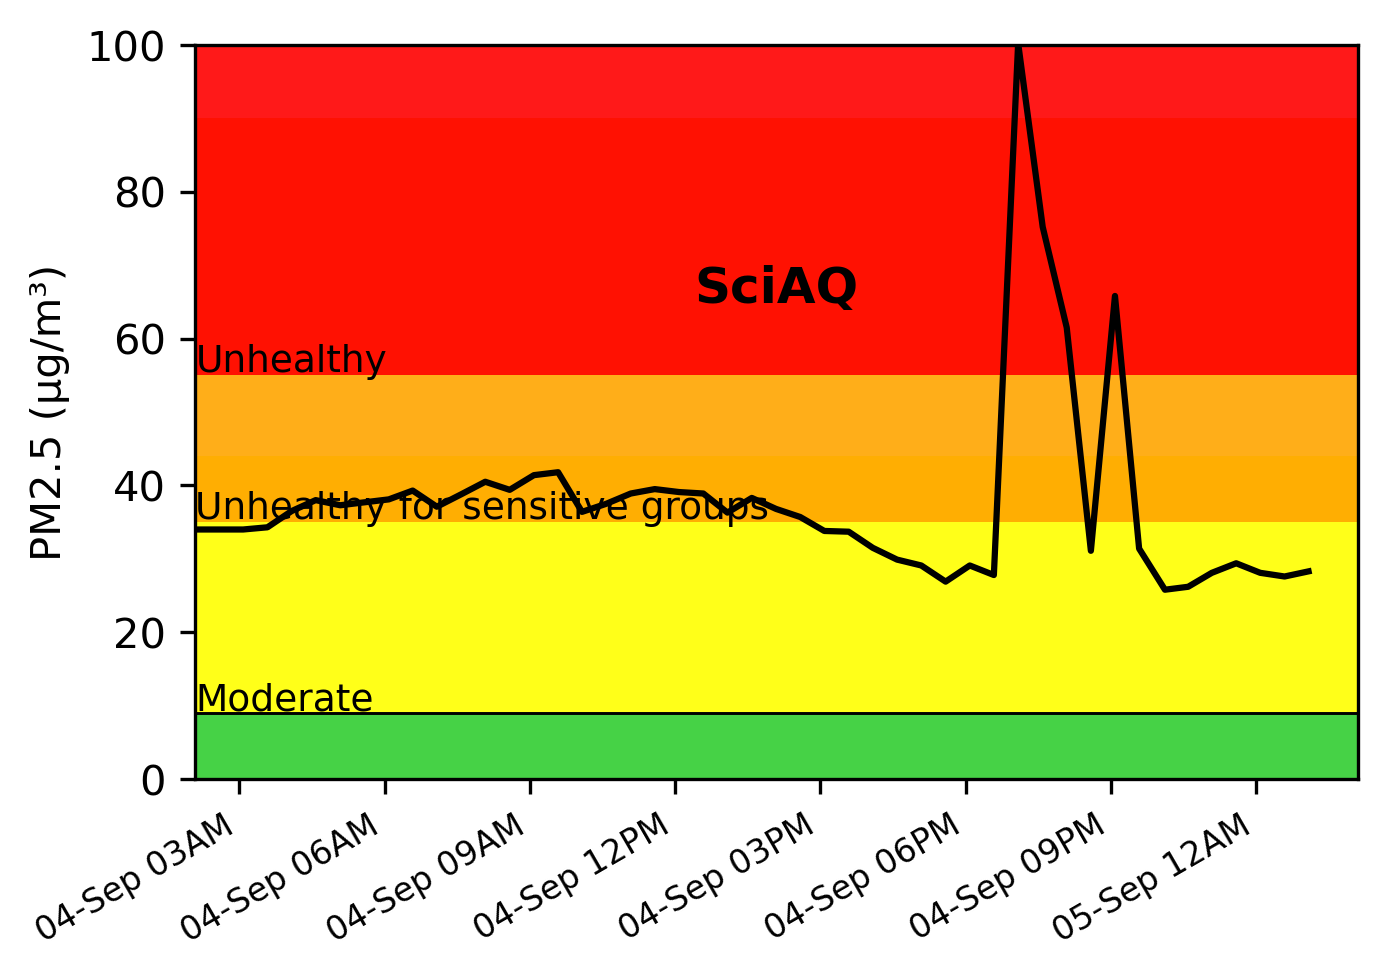 100
80
60
40
20
0
PM2.5 (µg/m³)
SciAQ
Unhealthy
Unhealthy for sensitive groups
Moderate
04-Sep 03AM
04-Sep 06AM
04-Sep 09AM
04-Sep 12PM
04-Sep 03PM
04-Sep 06PM
04-Sep 09PM
05-Sep 12AM